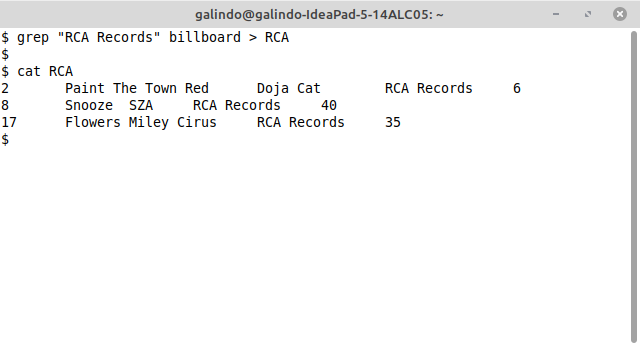 galindo@galindo-IdeaPad-5-14ALC05: ~
$ grep "RCA Records" billboard > RCA
$
$ cat RCA
2	Paint The Town Red	Doja Cat	RCA Records	6
8	Snooze	SZA	RCA Records	40
17	Flowers	Miley Cirus	RCA Records	35
$